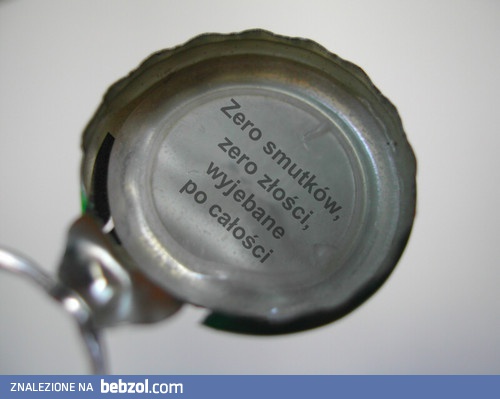 Zero smutków,
zero złości,
wyjebane
po całości
ZNALEZIONE NA bebzol.com